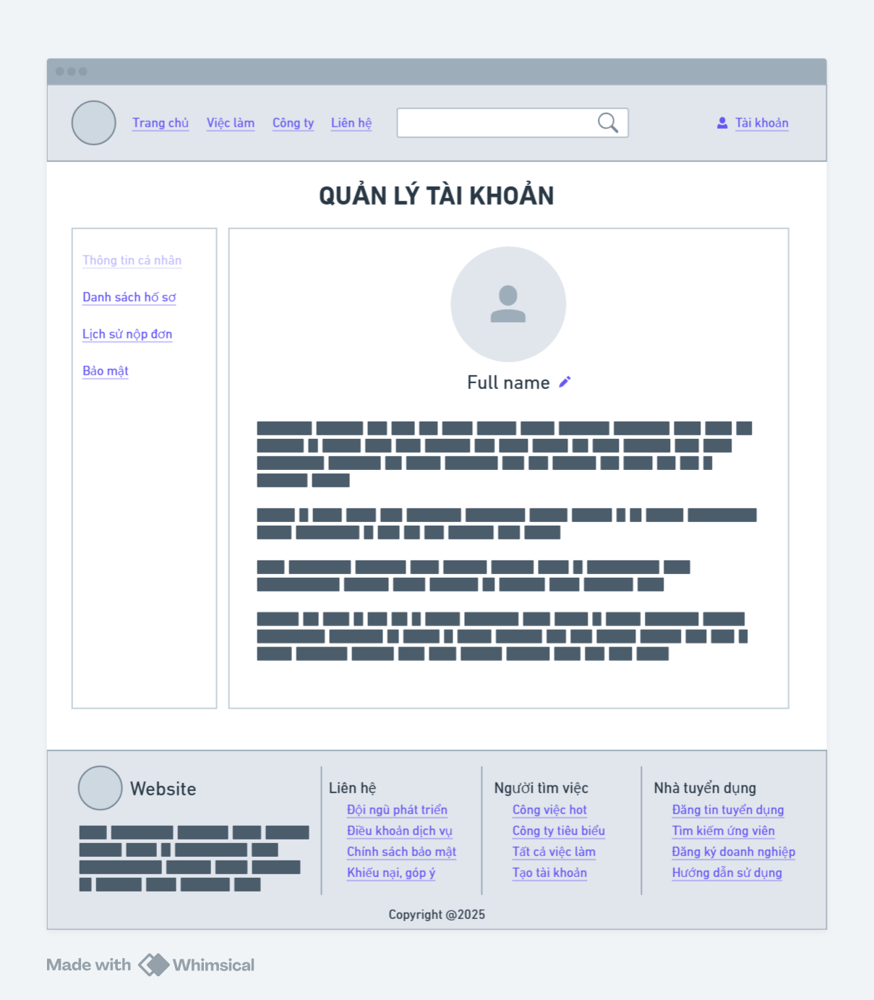 Trang chủ Việc làm Công ty Liên hệ Tài khoản
QUẢN LÝ TÀI KHOẢN
Thông tin cá nhân
Danh sách hố sơ
Lịch sử nộp đơn
Bảo mật
Full name
Website
Liên hệ
Đội ngũ phát triển
Điều khoản dịch vụ
Chính sách bảo mật
Khiếu nại, góp ý
Người tìm việc
Công việc hot
Công ty tiêu biểu
Tất cả việc làm
Tạo tài khoản
Nhà tuyển dụng
Đăng tin tuyển dụng
Tìm kiếm ứng viên
Đăng ký doanh nghiệp
Hướng dẫn sử dụng
Copyright @2025
Made with Whimsical